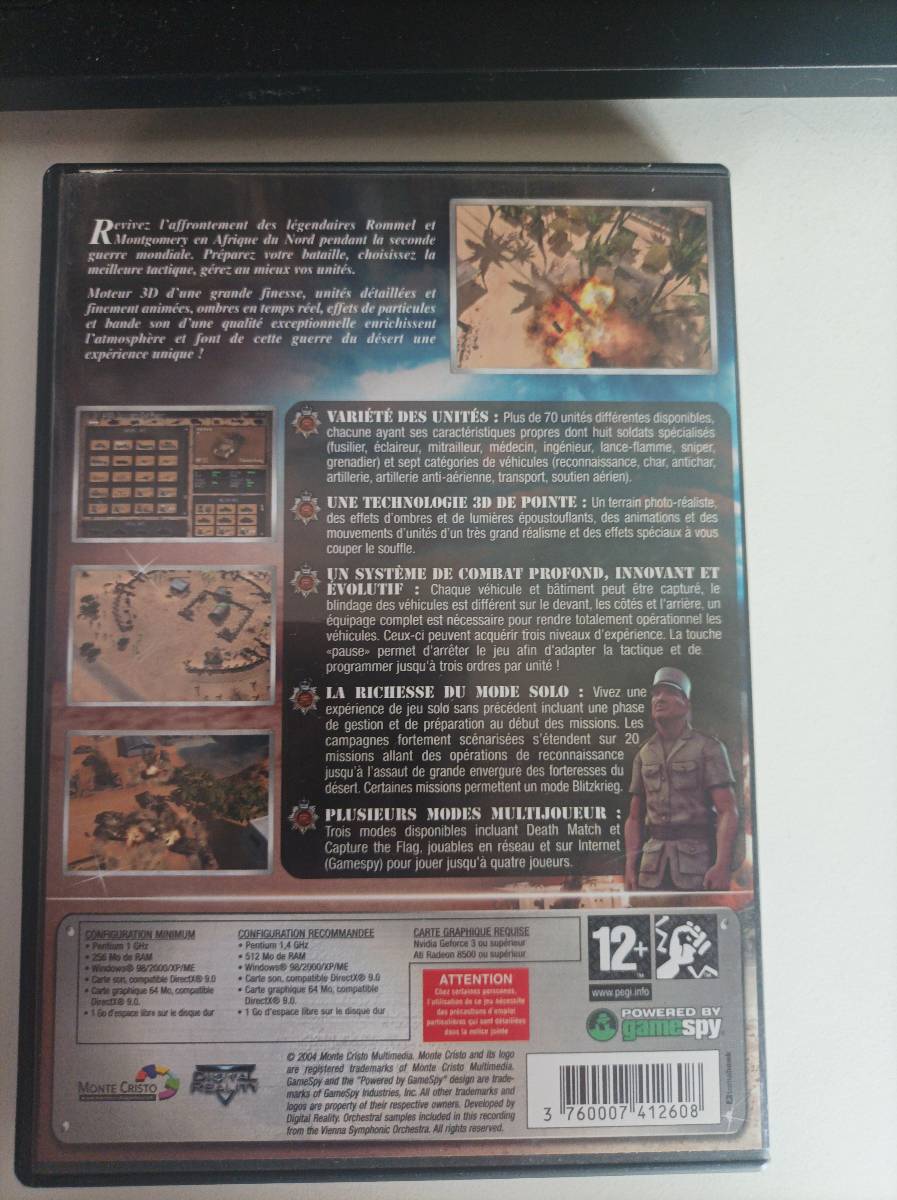 Revivez l'affrontement des légendaires Rommel et
Montgomery en Afrique du Nord pendant la seconde
guerre mondiale. Préparez votre bataille, choisissez la
meilleure tactique, gérez au mieux vos unités.
Moteur 3D d'une grande finesse, unités détaillées et
finement animées, ombres en temps réel, effets de particules
et bande son d'une qualité exceptionnelle enrichissent
l'atmosphère et font de cette guerre du désert une
expérience unique !
VARIÉTÉ DES UNITÉS : Plus de 70 unités différentes disponibles,
chacune ayant ses caractéristiques propres dont huit soldats spécialisés
(fusilier, éclaireur, mitrailleur, médecin, ingénieur, lance-flamme, sniper,
grenadier) et sept catégories de véhicules (reconnaissance, char, antichar,
artillerie, artillerie anti-aérienne, transport, soutien aérien).
UNE TECHNOLOGIE 3D DE POINTE : Un terrain photo-réaliste,
des effets d'ombres et de lumières époustouflants, des animations et des
mouvements d'unités d'un très grand réalisme et des effets spéciaux à vous
couper le souffle.
UN SYSTÈME DE COMBAT PROFOND, INNOVANT ET
ÉVOLUTIF : Chaque véhicule et bâtiment peut être capturé, le
blindage des véhicules est différent sur le devant, les côtés et l'arrière, un
équipage complet est nécessaire pour rendre totalement opérationnel les
véhicules. Ceux-ci peuvent acquérir trois niveaux d'expérience. La touche
«pause» permet d'arrêter le jeu afin d'adapter la tactique et de
programmer jusqu'à trois ordres par unité !
LA RICHESSE DU MODE SOLO : Vivez une
expérience de jeu solo sans précédent incluant une phase
de gestion et de préparation au début des missions. Les
campagnes fortement scénarisées s'étendent sur 20
missions allant des opérations de reconnaissance
jusqu'à l'assaut de grande envergure des forteresses du
désert. Certaines missions permettent un mode Blitzkrieg.
PLUSIEURS MODES MULTIJOUEUR :
Trois modes disponibles incluant Death Match et
Capture the Flag, jouables en réseau et sur Internet
(Gamespy) pour jouer jusqu'à quatre joueurs.
CONFIGURATION MINIMUM
• Pentium 1 GHz
• 256 Mo de RAM
• Windows® 98/2000/XP/ME
• Carte son, compatible DirectX® 9.0
• Carte graphique 64 Mo, compatible
DirectX® 9.0.
• 1 Go d'espace libre sur le disque dur
CONFIGURATION RECOMMANDEE
• Pentium 1,4 GHz
• 512 Mo de RAM
• Windows® 98/2000/XP/ME
• Carte son, compatible DirectX® 9.0
• Carte graphique 64 Mo, compatible
DirectX® 9.0.
• 1 Go d'espace libre sur le disque dur
CARTE GRAPHIQUE REQUISE
Nvidia Geforce 3 ou supérieur
Ati Radeon 8500 ou supérieur
ATTENTION
Chez certaines personnes,
l'utilisation de ce jeu nécessite
des précautions d'emploi
particulières qui sont détaillées
dans la notice jointe
12+
www.pegi.info
POWERED BY
gamespy
MONTE CRISTO
DIGITAL
REALITY
© 2004 Monte Cristo Multimedia. Monte Cristo and its logo
are registered trademarks of Monte Cristo Multimedia.
GameSpy and the "Powered by GameSpy" design are trade-
marks of GameSpy Industries, Inc. All other trademarks and
logos are property of their respective owners. Developed by
Digital Reality. Orchestral samples included in this recording
from the Vienna Symphonic Orchestra. All rights reserved.
3 760007 412608